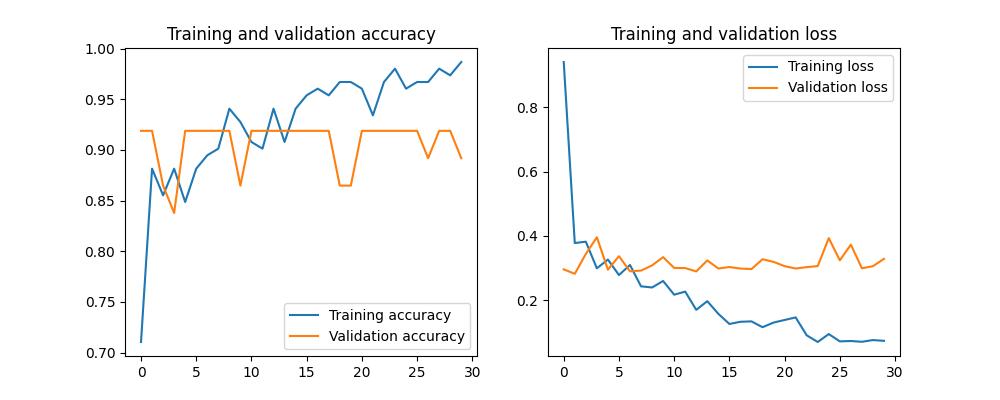 Training and validation accuracy
1.00
0.95
0.90
0.85
0.80
0.75
0.70
0 5 10 15 20 25 30
Training accuracy
Validation accuracy
Training and validation loss
0.8
0.6
0.4
0.2
0 5 10 15 20 25 30
Training loss
Validation loss